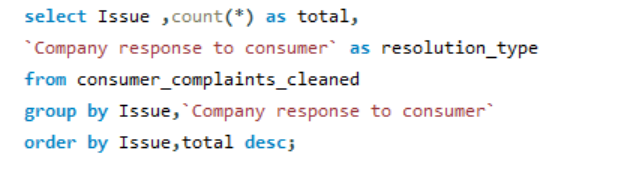 select Issue ,count(*) as total,
`Company response to consumer` as resolution_type
from consumer_complaints_cleaned
group by Issue,`Company response to consumer`
order by Issue,total desc;